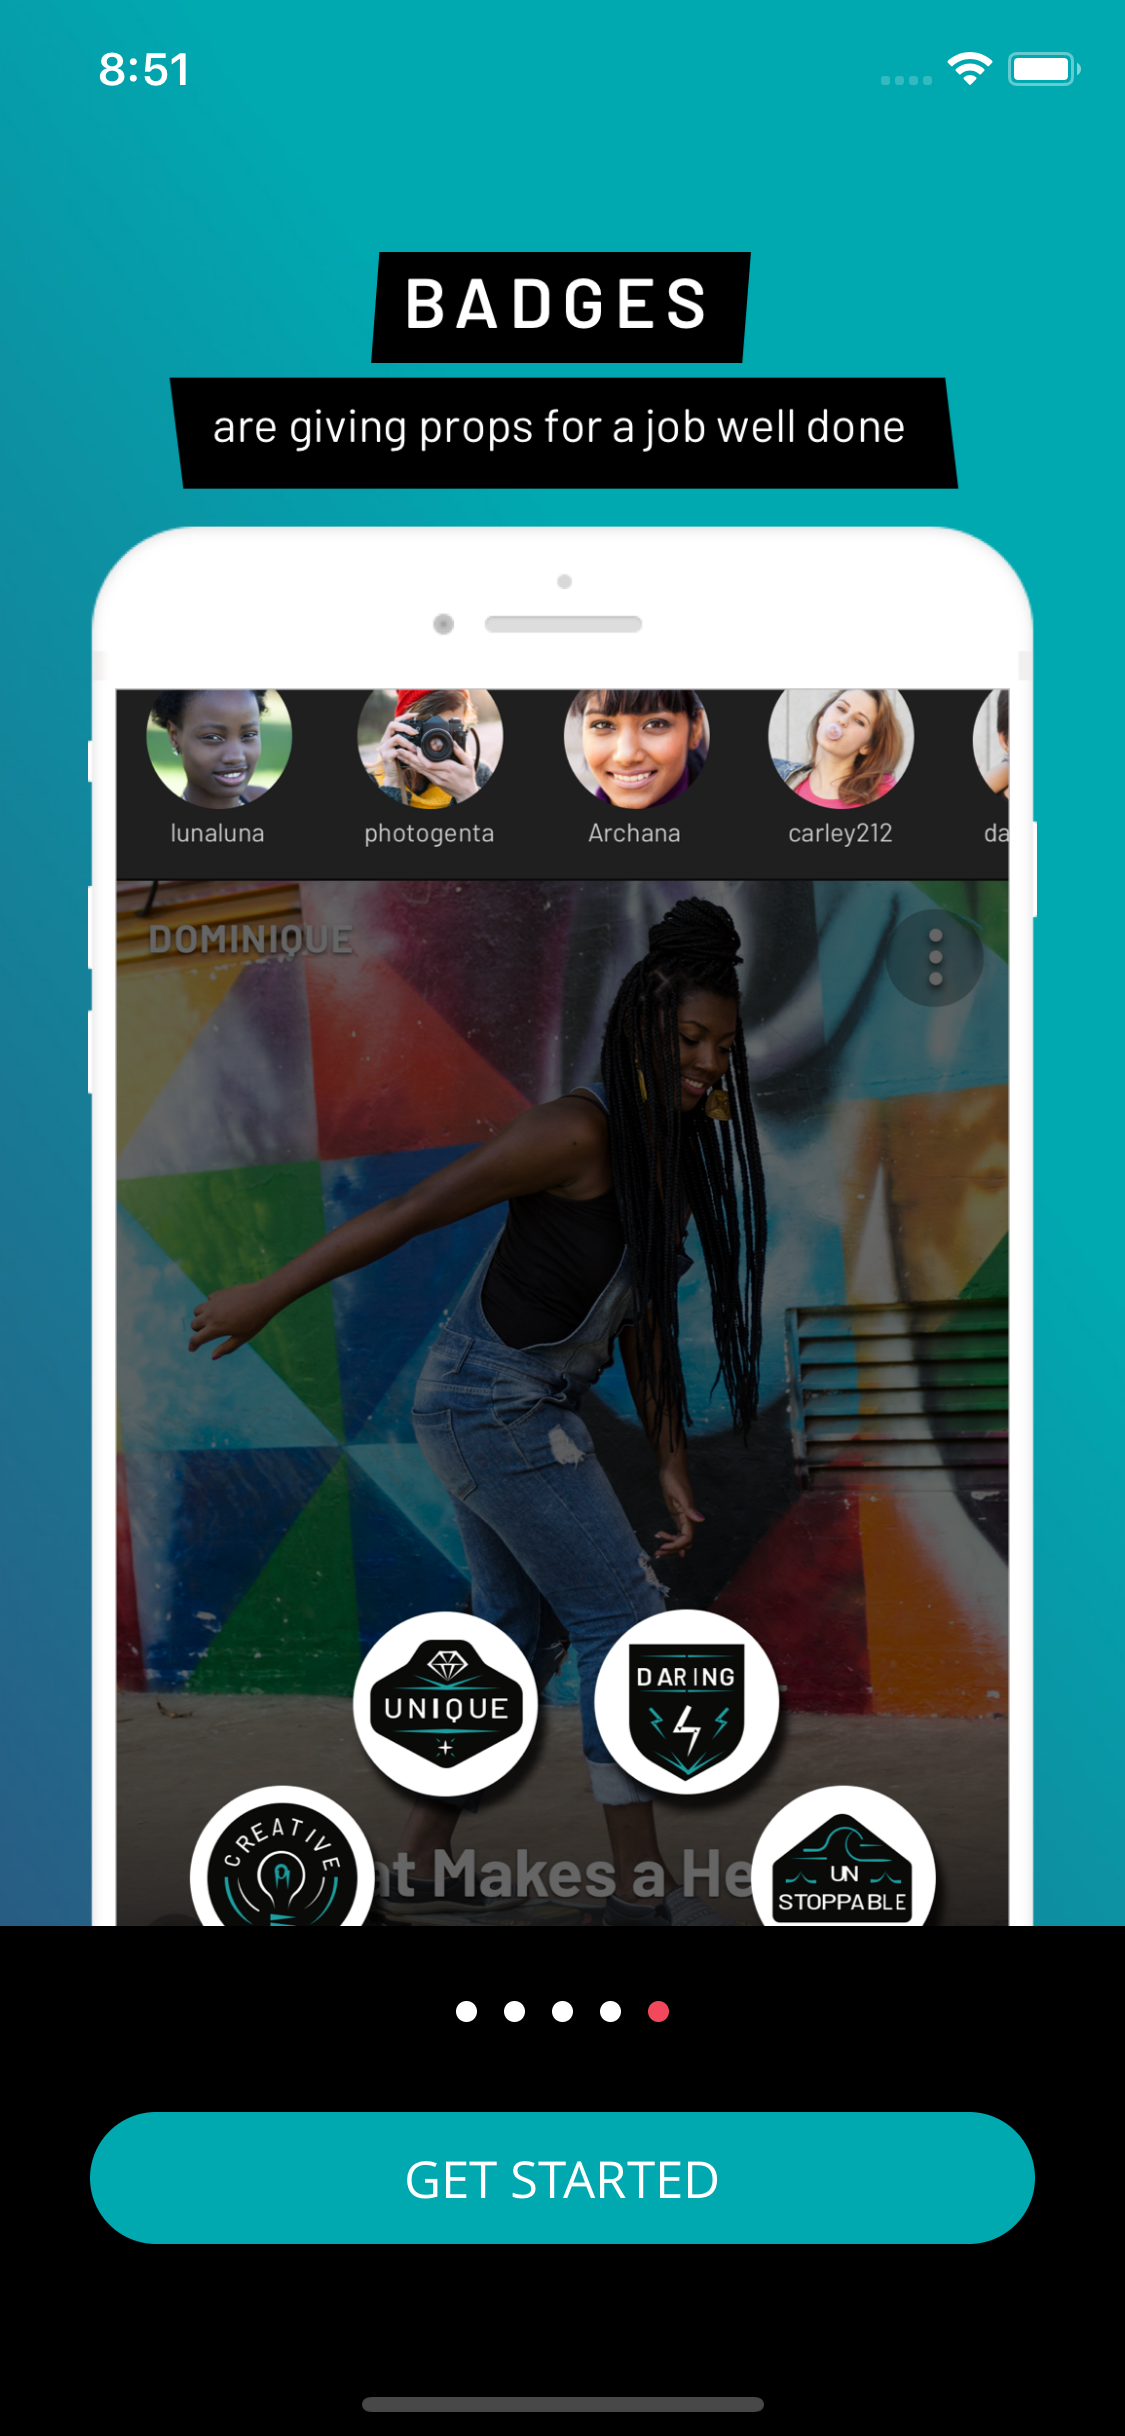 8:51
BADGES
are giving props for a job well done
lunaluna
photogenta
Archana
carley212
da
DOMINIQUE
UNIQUE
DARING
CREATIVE
UN
STOPPABLE
at Makes a He
GET STARTED